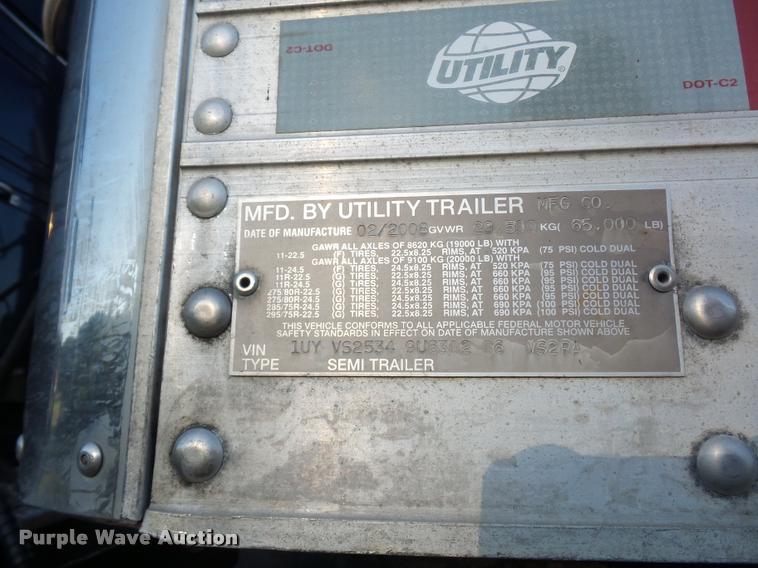 DOT-C2
UTILITY
®
DOT-C2
MFD. BY UTILITY TRAILER MFG CO.
DATE OF MANUFACTURE 02/2008 GVWR KG( 65,000 LB)
GAWR ALL AXLES OF 8620 KG (19000 LB) WITH
11-22.5 (F) TIRES, 22.5x8.25 RIMS, AT 520 KPA (75 PSI) COLD DUAL
GAWR ALL AXLES OF 9100 KG (20000 LB) WITH
11-24.5 (F) TIRES, 24.5x8.25 RIMS, AT 520 KPA (75 PSI) COLD DUAL
11R-22.5 (G) TIRES, 22.5x8.25 RIMS, AT 660 KPA (95 PSI) COLD DUAL
11R-24.5 (G) TIRES, 24.5x8.25 RIMS, AT 660 KPA (95 PSI) COLD DUAL
275/80R-22.5 (G) TIRES, 22.5x8.25 RIMS, AT 660 KPA (95 PSI) COLD DUAL
275/80R-24.5 (G) TIRES, 24.5x8.25 RIMS, AT 660 KPA (95 PSI) COLD DUAL
285/75R-24.5 (G) TIRES, 24.5x8.25 RIMS, AT 660 KPA (95 PSI) COLD DUAL
295/75R-22.5 (G) TIRES, 22.5x8.25 RIMS, AT 690 KPA (100 PSI) COLD DUAL
THIS VEHICLE CONFORMS TO ALL APPLICABLE FEDERAL MOTOR VEHICLE
SAFETY STANDARDS IN EFFECT ON DATE OF MANUFACTURE SHOWN ABOVE
VIN 1UY VS2534
TYPE SEMI TRAILER
Purple Wave Auction